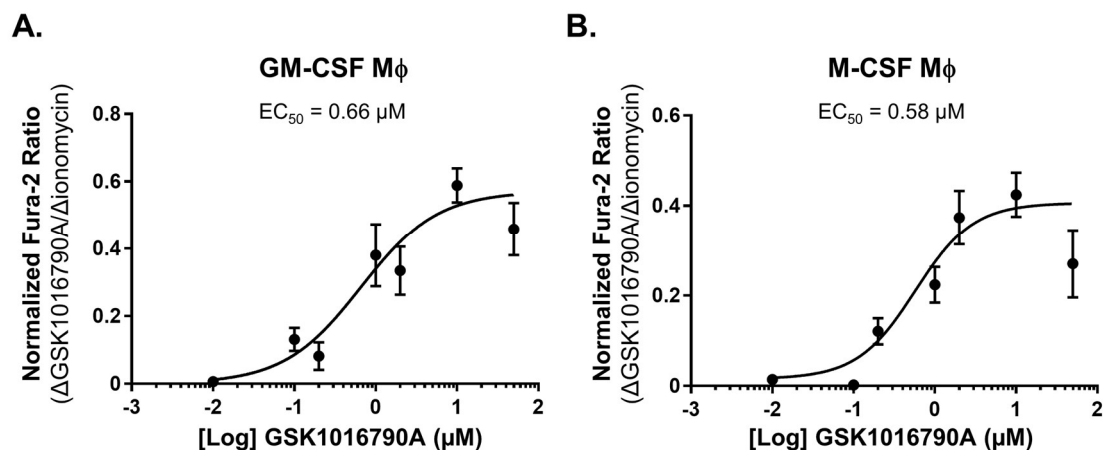 A.
GM-CSF Mϕ
EC₅₀ = 0.66 µM
Normalized Fura-2 Ratio
(ΔGSK1016790A/Δionomycin)
0.8
0.6
0.4
0.2
0
-3 -2 -1 0 1 2
[Log] GSK1016790A (µM)
B.
M-CSF Mϕ
EC₅₀ = 0.58 µM
Normalized Fura-2 Ratio
(ΔGSK1016790A/Δionomycin)
0.6
0.4
0.2
0
-3 -2 -1 0 1 2
[Log] GSK1016790A (µM)